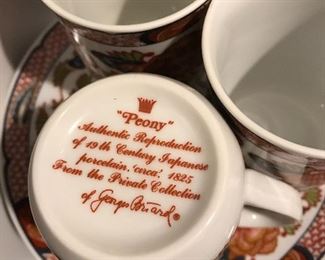 "Peony"
Authentic Reproduction
of 19th Century Japanese
porcelain, 'circa', 1825
From the Private Collection
of Georges Briard®